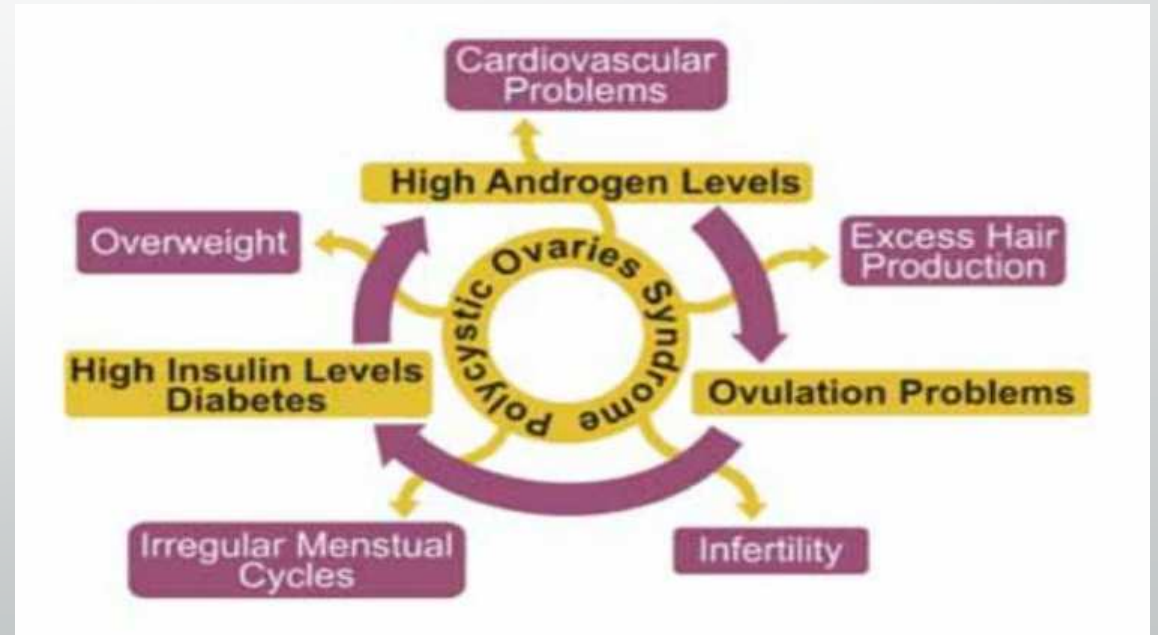 Cardiovascular
Problems
High Androgen Levels
Overweight
Excess Hair
Production
Polycystic Ovaries Syndrome
High Insulin Levels
Diabetes
Ovulation Problems
Irregular Menstual
Cycles
Infertility